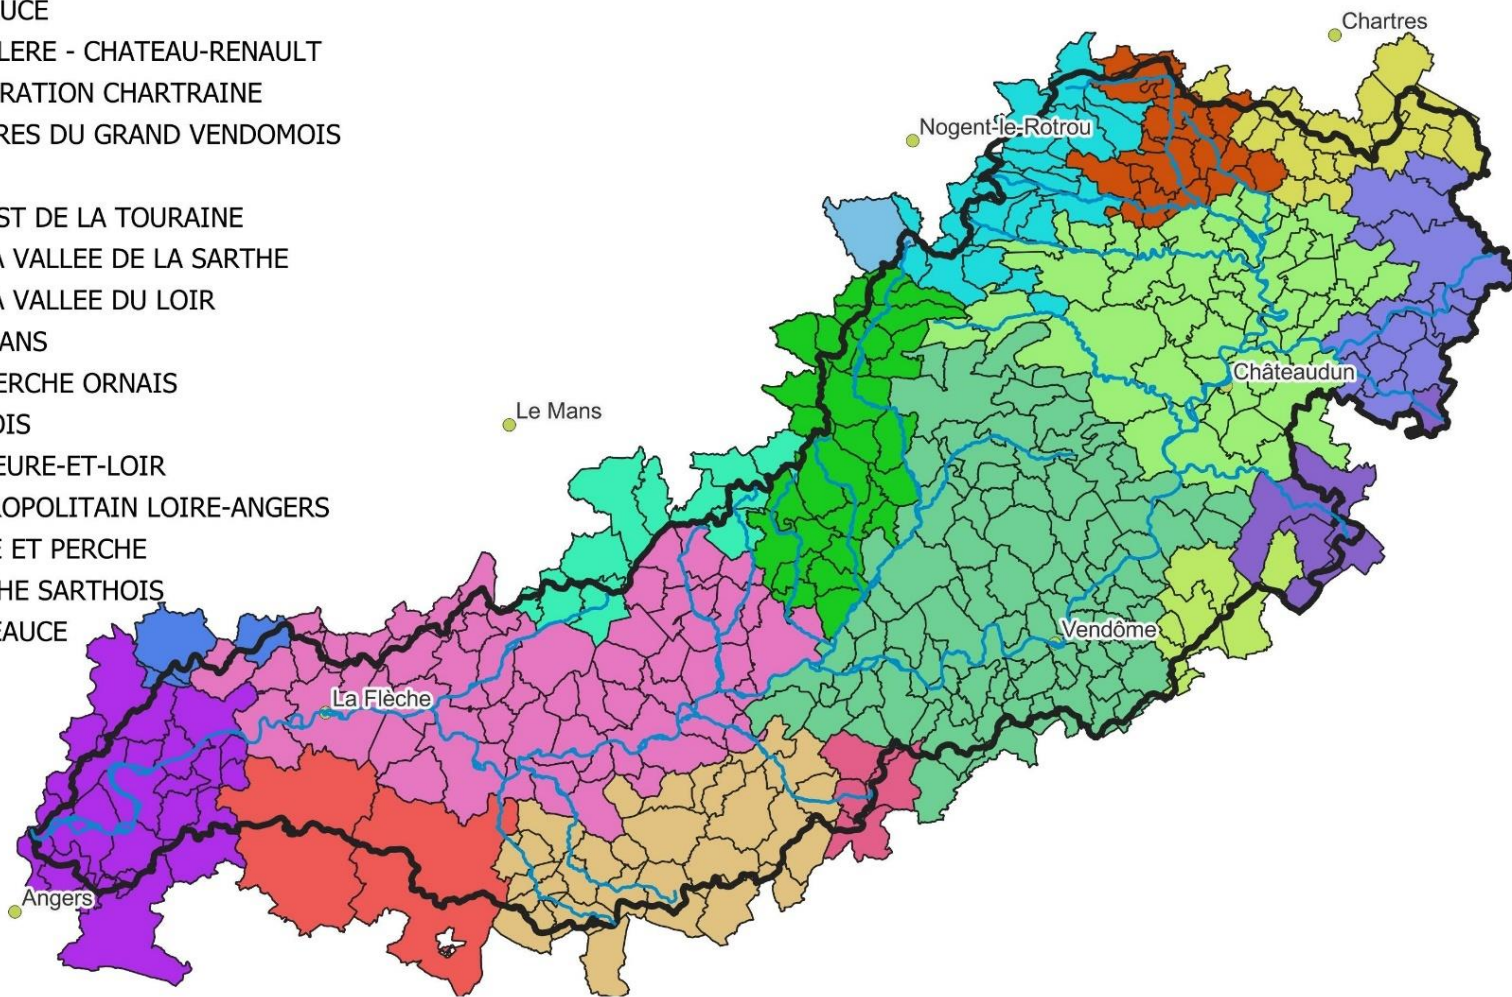 UCE
LERE - CHATEAU-RENAULT
RATION CHARTRAINE
RES DU GRAND VENDOMOIS
ST DE LA TOURAINE
A VALLEE DE LA SARTHE
A VALLEE DU LOIR
ANS
ERCHE ORNAIS
OIS
EURE-ET-LOIR
OPOLITAIN LOIRE-ANGERS
E ET PERCHE
HE SARTHOIS
EAUCE
Chartres
Nogent-le-Rotrou
Châteaudun
Le Mans
Vendôme
La Flèche
Angers